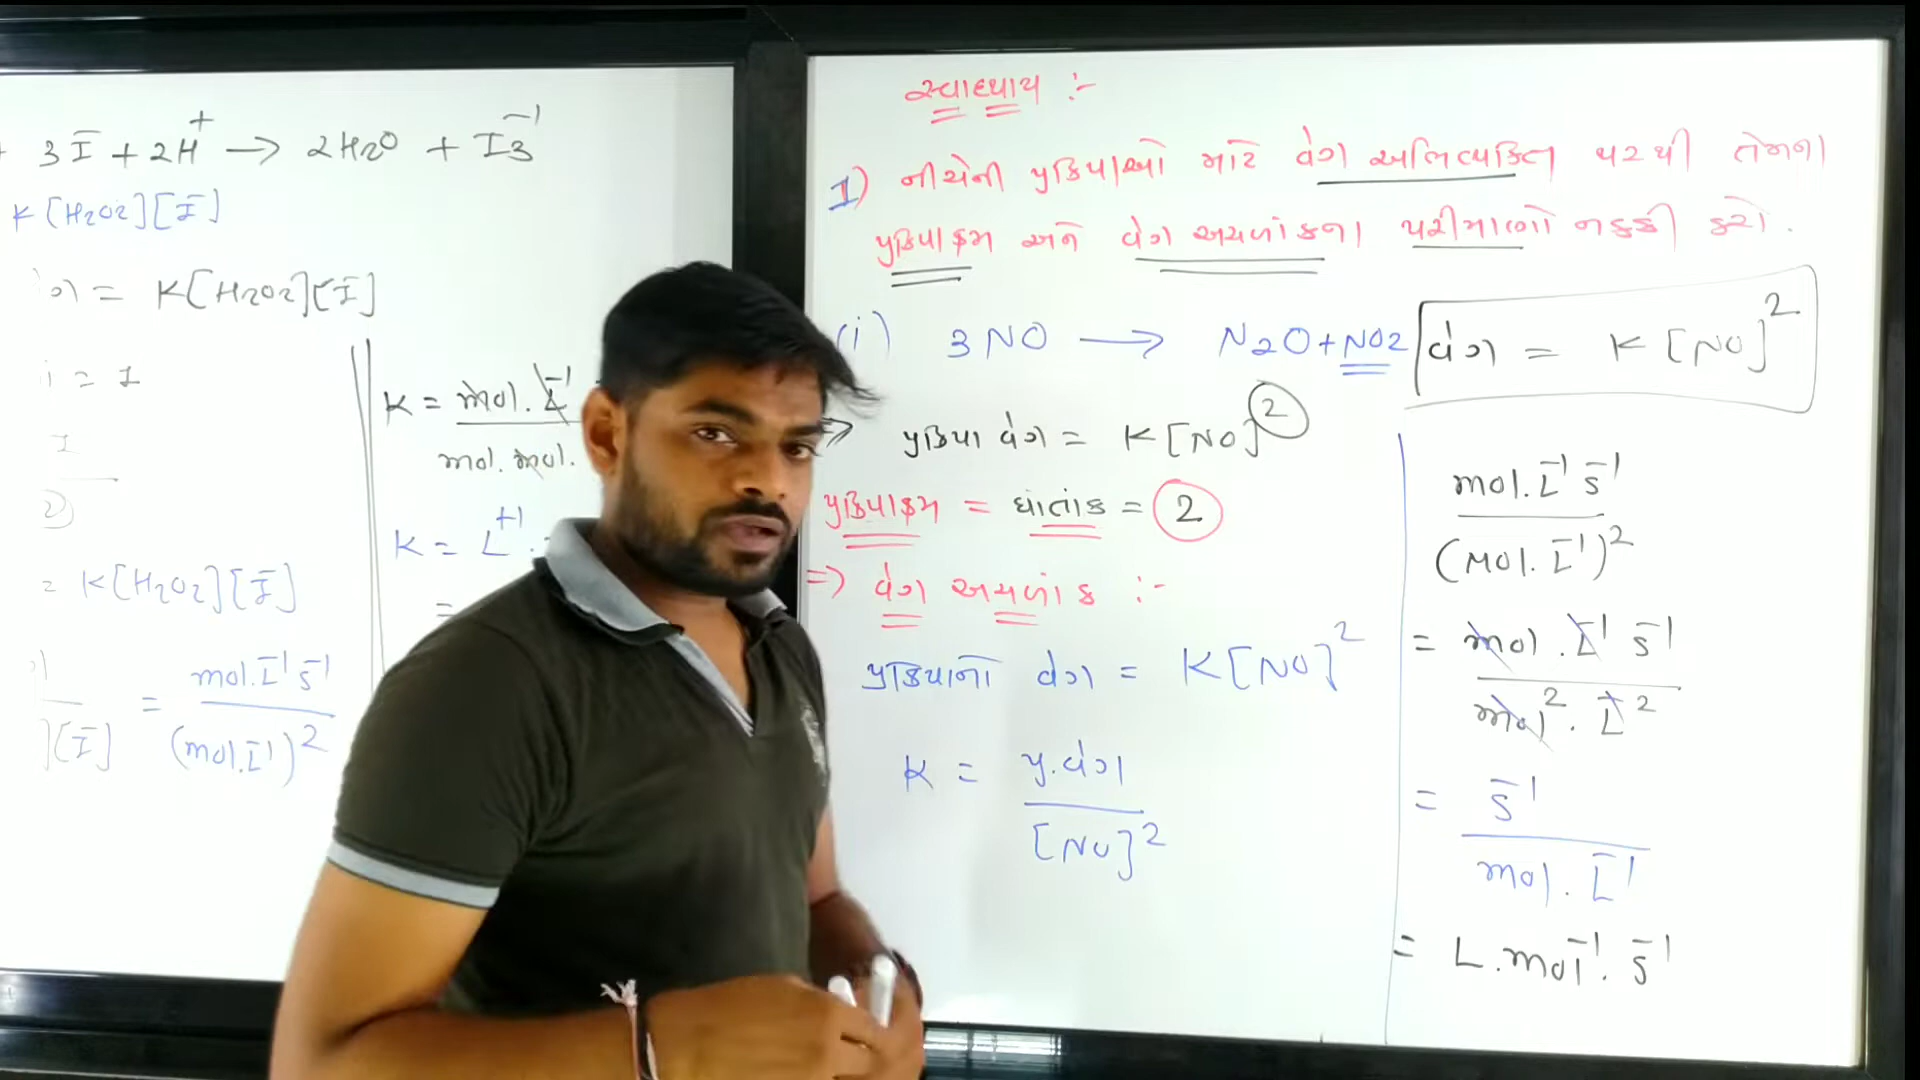 3I⁻ + 2H⁺ → 2H₂O + I₃⁻¹
K[H₂O₂][I⁻]
= K[H₂O₂][I⁻]
= 1
K = mol.L⁻¹
mol. mol.
K = L⁺¹.
= K[H₂O₂][I⁻]
= mol.L⁻¹ s⁻¹
][I⁻]
(mol.L⁻¹)²
સ્વાધ્યાય :-
1) નીચેની પ્રક્રિયાઓ માટે વેગ અભિવ્યક્તિ પરથી તેમના
પ્રક્રિયાક્રમ અને વેગ અચળાંકના પરીમાણો નક્કી કરો.
(i) 3NO → N₂O + NO₂ વેગ = K[NO]²
⇒ પ્રક્રિયા વેગ = K[NO]²
પ્રક્રિયાક્રમ = ઘાતાંક = 2
⇒ વેગ અચળાંક :-
પ્રક્રિયાનો વેગ = K[NO]²
K = પ્ર.વેગ
[NO]²
mol.L⁻¹ s⁻¹
(mol.L⁻¹)²
= mol.L⁻¹ s⁻¹
mol². L⁻²
= s⁻¹
mol.L⁻¹
= L.mol⁻¹.s⁻¹